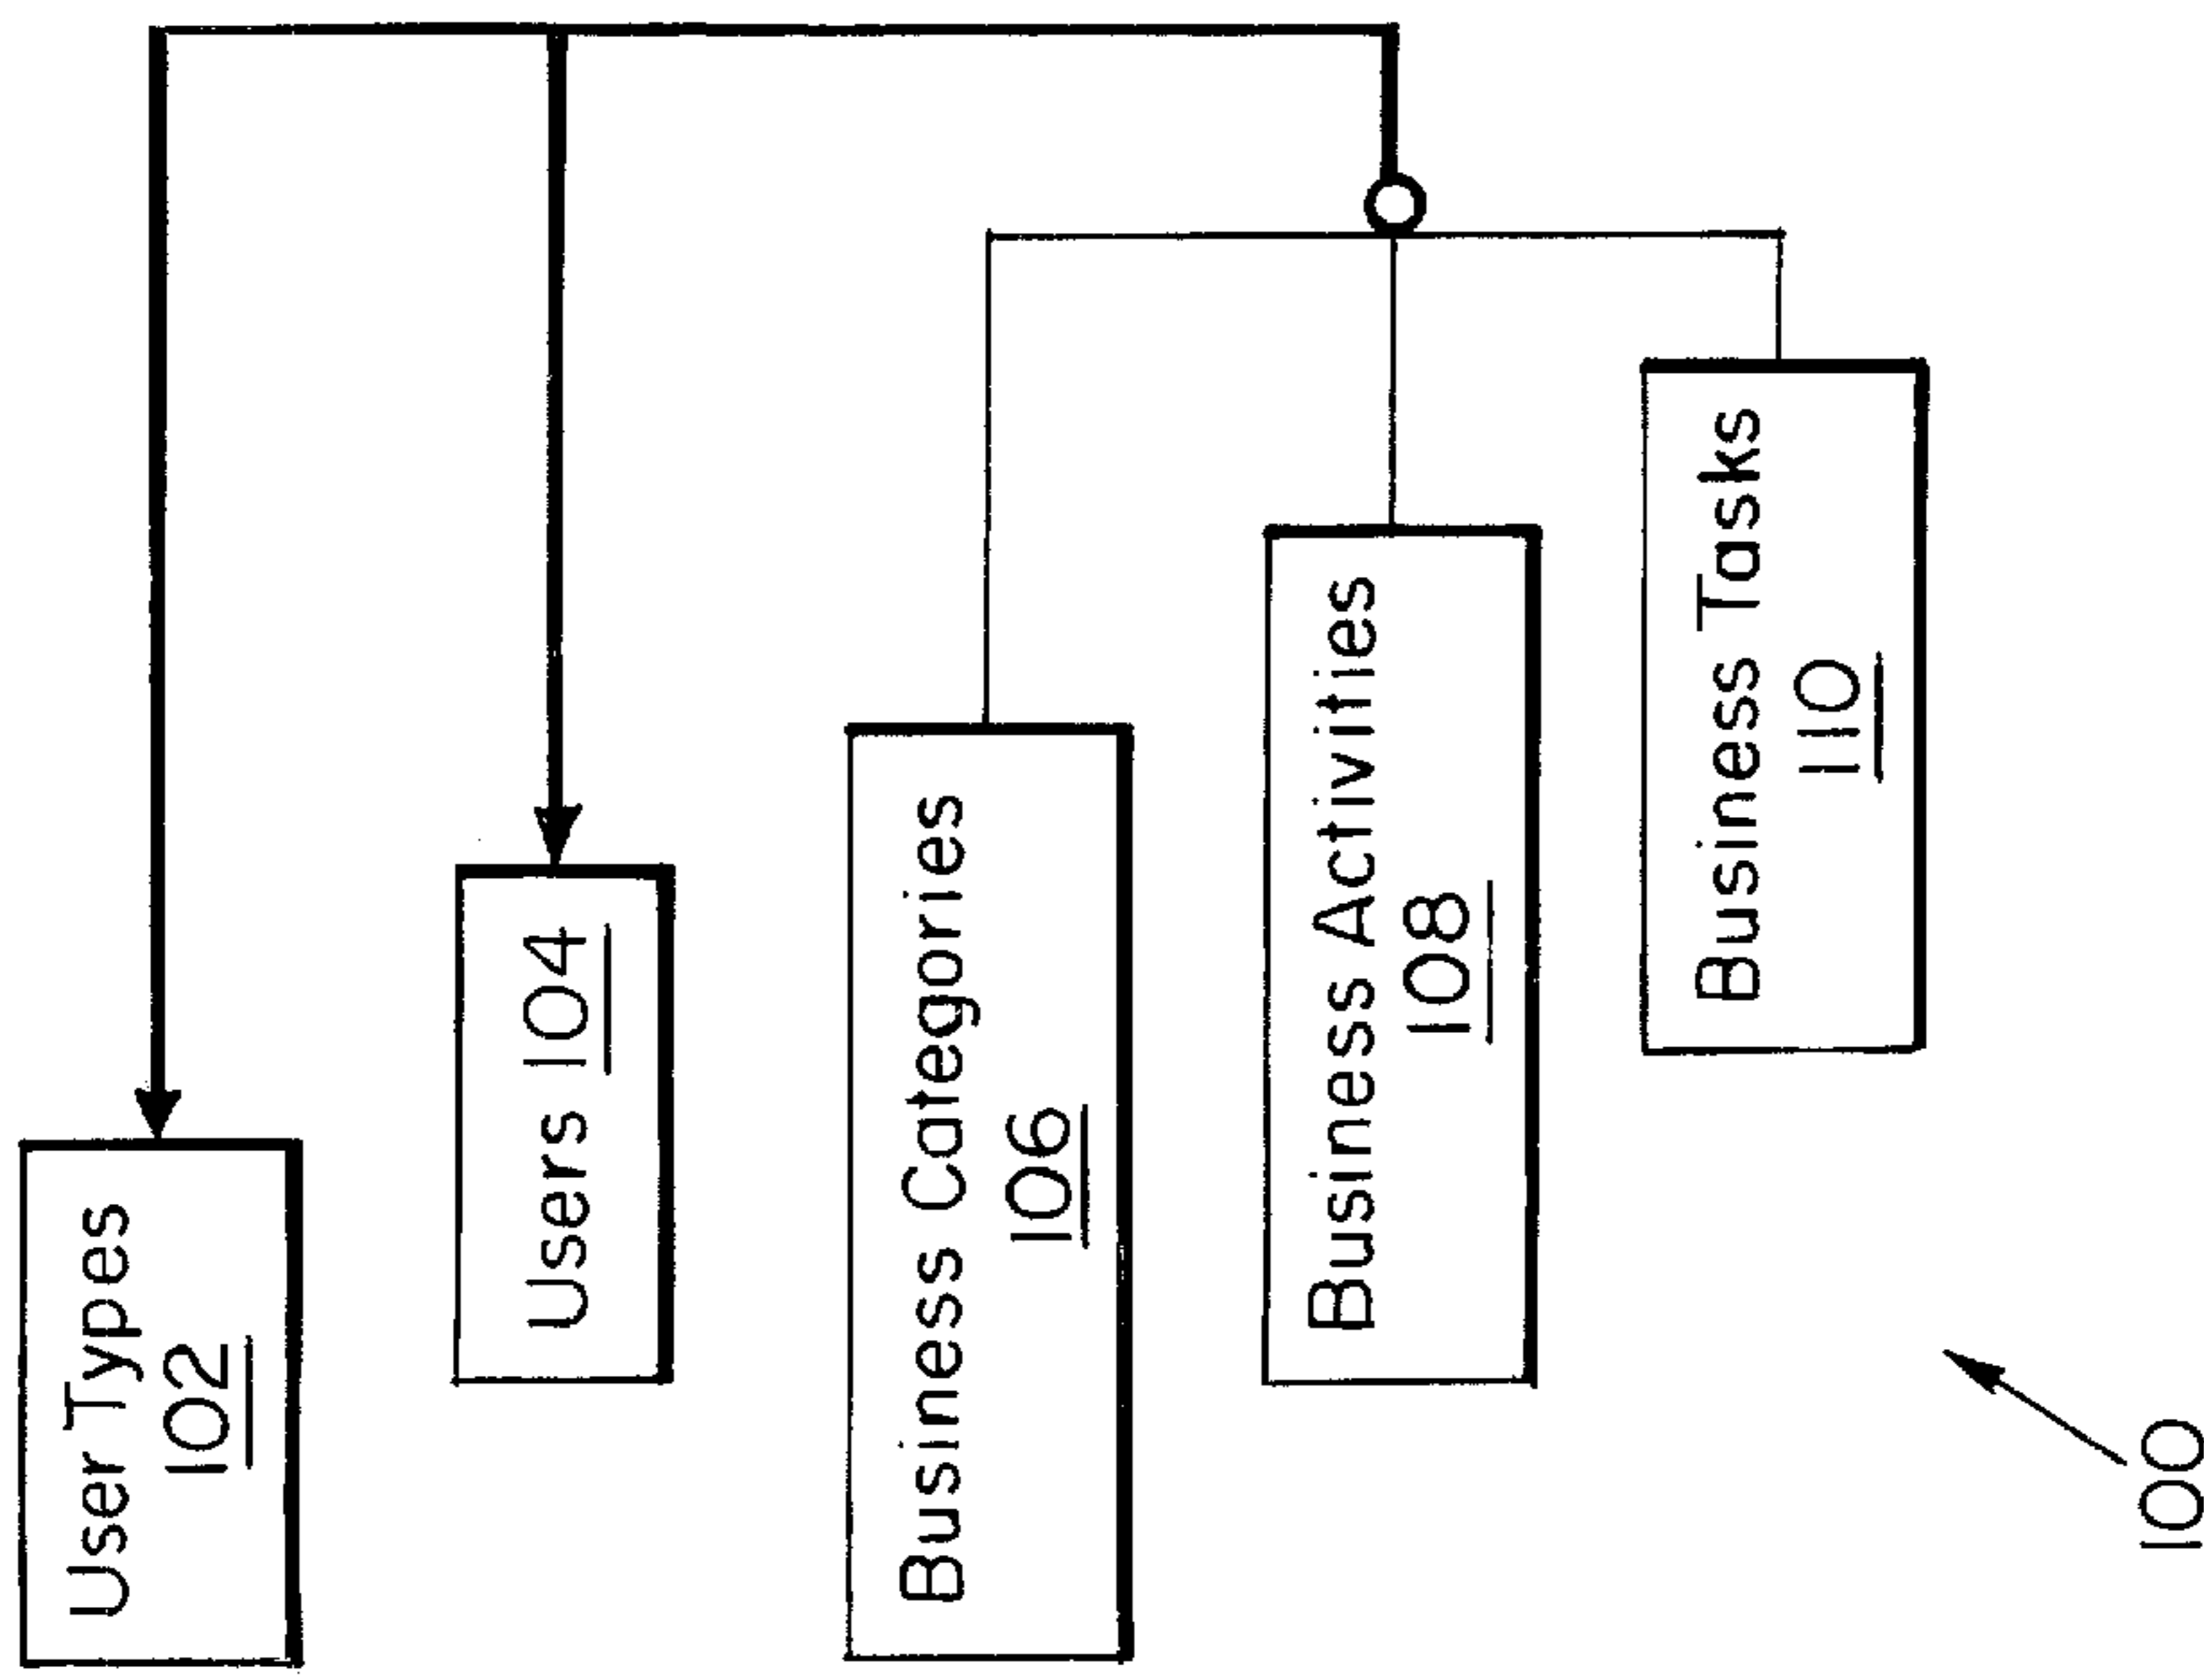 User Types
102
Users 104
Business Categories
106
Business Activities
108
Business Tasks
110
100